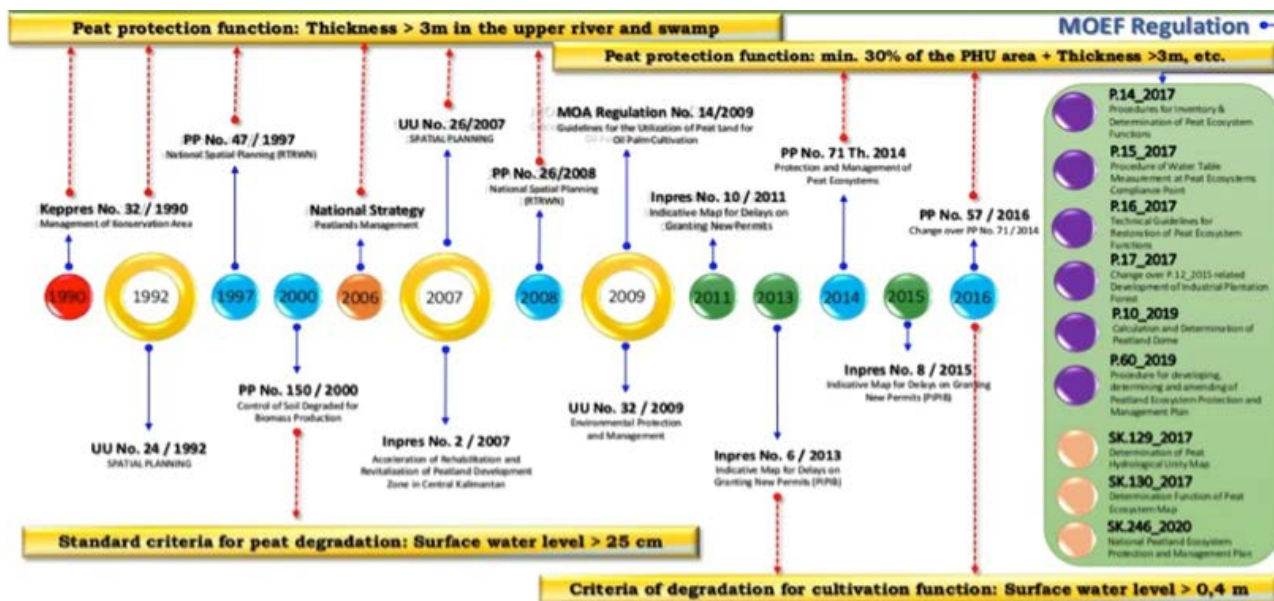 Peat protection function: Thickness > 3m in the upper river and swamp
MOEF Regulation
Peat protection function: min. 30% of the PHU area + Thickness >3m, etc.
PP No. 47 / 1997
National Spatial Planning (RTRWN)
UU No. 26/2007
SPATIAL PLANNING
MOA Regulation No. 14/2009
Guidelines for the Utilization of Peat Land for
Oil Palm Cultivation
PP No. 26/2008
National Spatial Planning
(RTRWN)
PP No. 71 Th. 2014
Protection and Management of
Peat Ecosystems
Keppres No. 32 / 1990
Management of Konservation Area
National Strategy
Peatlands Management
Inpres No. 10 / 2011
Indicative Map for Delays on
Granting New Permits
PP No. 57 / 2016
Change over PP No. 71 / 2014
1990
1992
1997
2000
2006
2007
2008
2009
2011
2013
2014
2015
2016
UU No. 24 / 1992
SPATIAL PLANNING
PP No. 150 / 2000
Control of Soil Degraded for
Biomass Production
Inpres No. 2 / 2007
Acceleration of Rehabilitation and
Revitalization of Peatland Development
Zone in Central Kalimantan
UU No. 32 / 2009
Environmental Protection
and Management
Inpres No. 6 / 2013
Indicative Map for Delays on
Granting New Permits (PIPIB)
Inpres No. 8 / 2015
Indicative Map for Delays on Granting
New Permits (PIPIB)
Standard criteria for peat degradation: Surface water level > 25 cm
Criteria of degradation for cultivation function: Surface water level > 0,4 m
P.14_2017
Procedures for Inventory &
Determination of Peat Ecosystem
Functions
P.15_2017
Procedure of Water Table
Measurement at Peat Ecosystems
Compliance Point
P.16_2017
Technical Guidelines for
Restoration of Peat Ecosystem
Functions
P.17_2017
Change over P.12_2015 related
Development of Industrial Plantation
Forest
P.10_2019
Calculation and Determination of
Peatland Dome
P.60_2019
Procedure for developing,
determining and amending of
Peatland Ecosystem Protection and
Management Plan
SK.129_2017
Determination of Peat
Hydrological Unity Map
SK.130_2017
Determination Function of Peat
Ecosystem Map
SK.246_2020
National Peatland Ecosystem
Protection and Management Plan